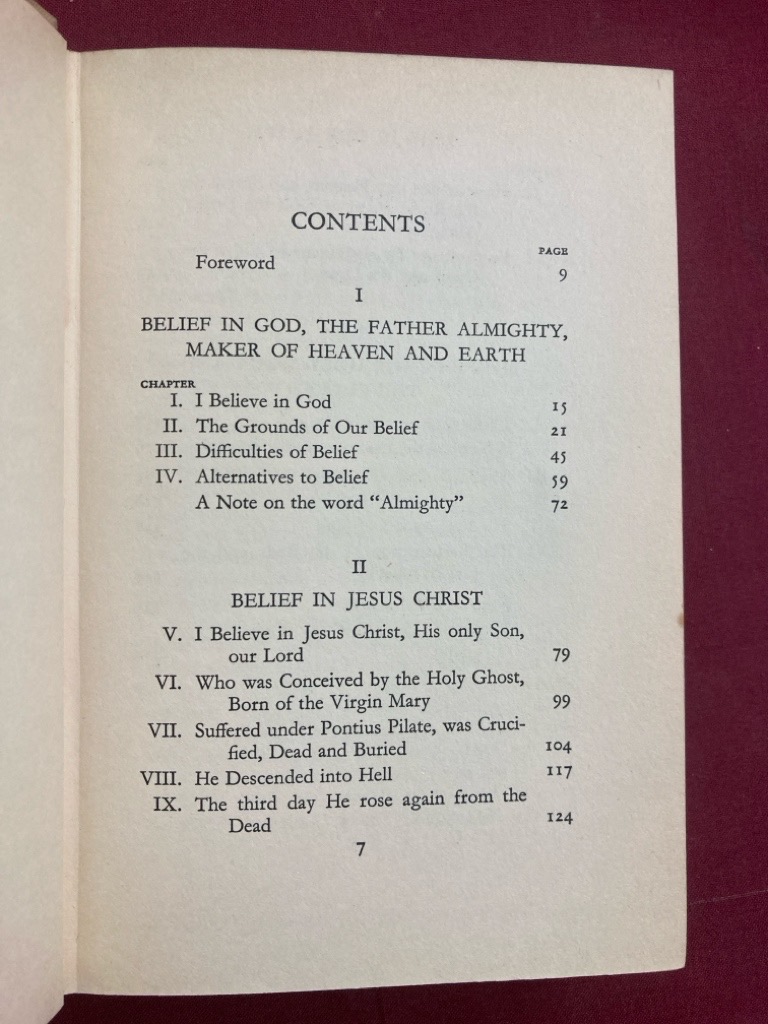 CONTENTS
PAGE
Foreword 9
I
BELIEF IN GOD, THE FATHER ALMIGHTY,
MAKER OF HEAVEN AND EARTH
CHAPTER
I. I Believe in God 15
II. The Grounds of Our Belief 21
III. Difficulties of Belief 45
IV. Alternatives to Belief 59
A Note on the word “Almighty” 72
II
BELIEF IN JESUS CHRIST
V. I Believe in Jesus Christ, His only Son,
our Lord 79
VI. Who was Conceived by the Holy Ghost,
Born of the Virgin Mary 99
VII. Suffered under Pontius Pilate, was Cruci-
fied, Dead and Buried 104
VIII. He Descended into Hell 117
IX. The third day He rose again from the
Dead 124
7